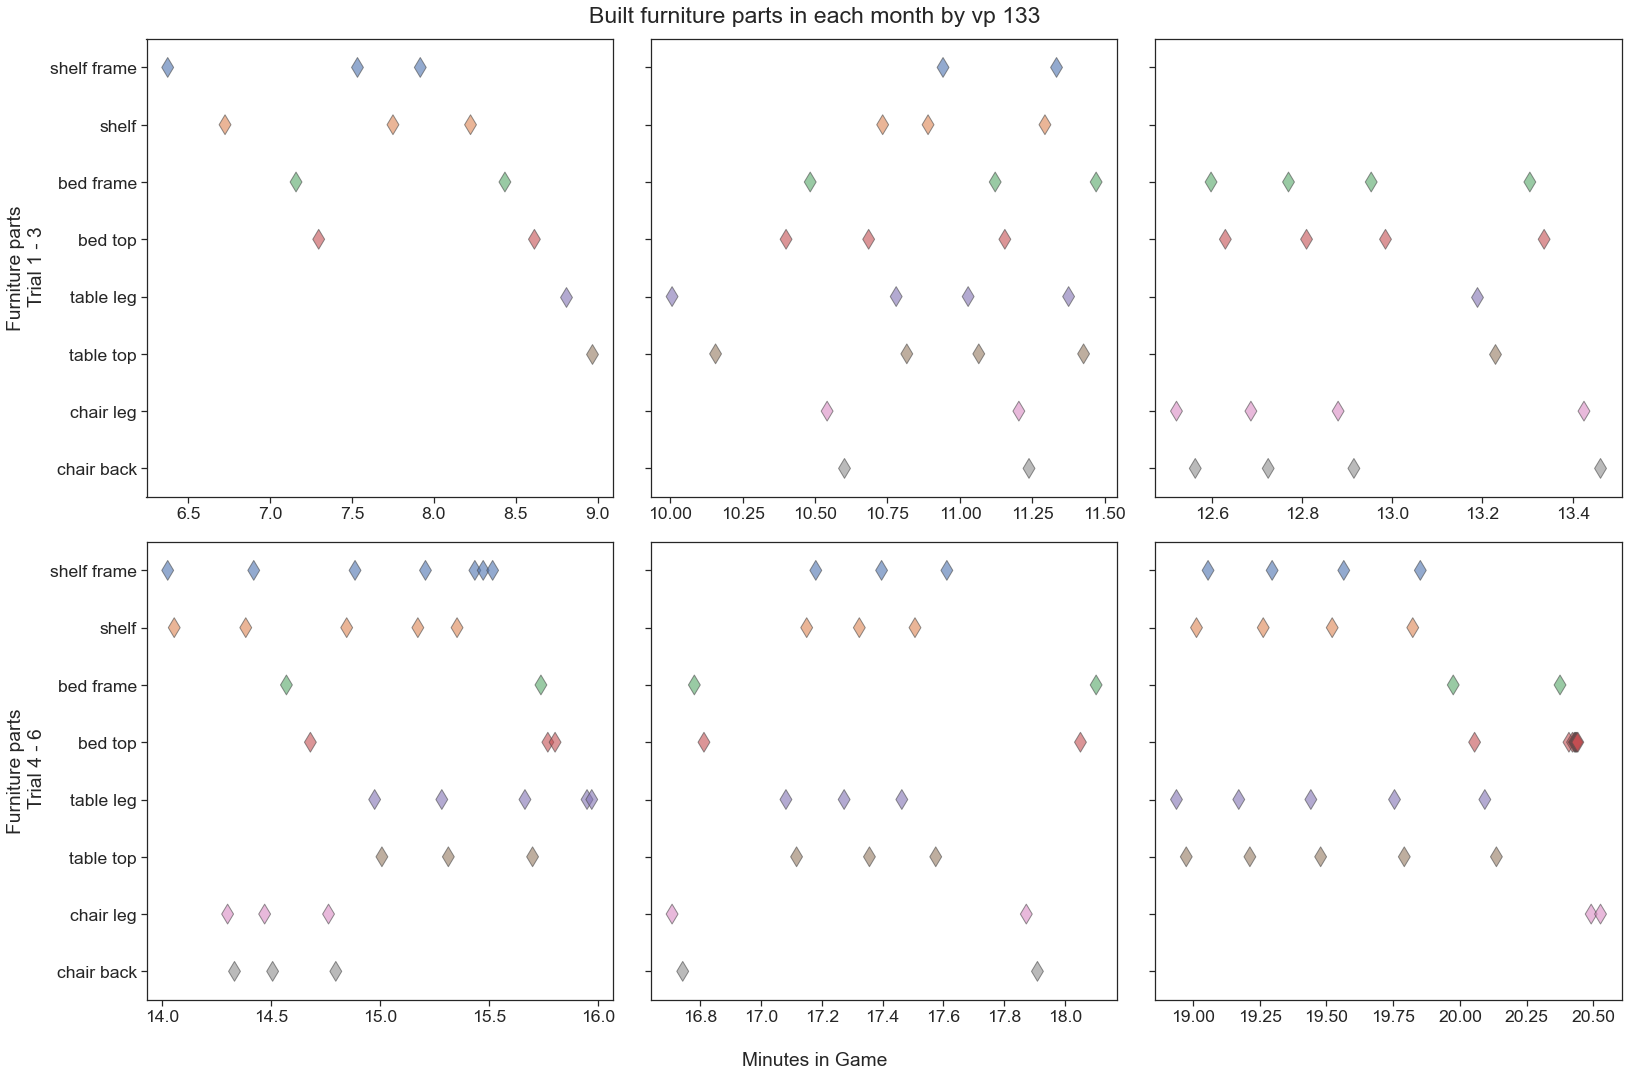 Built furniture parts in each month by vp 133
Furniture parts
Trial 1 - 3
shelf frame
shelf
bed frame
bed top
table leg
table top
chair leg
chair back
6.5 7.0 7.5 8.0 8.5 9.0
10.00 10.25 10.50 10.75 11.00 11.25 11.50
12.6 12.8 13.0 13.2 13.4
Furniture parts
Trial 4 - 6
shelf frame
shelf
bed frame
bed top
table leg
table top
chair leg
chair back
14.0 14.5 15.0 15.5 16.0
16.8 17.0 17.2 17.4 17.6 17.8 18.0
19.00 19.25 19.50 19.75 20.00 20.25 20.50
Minutes in Game